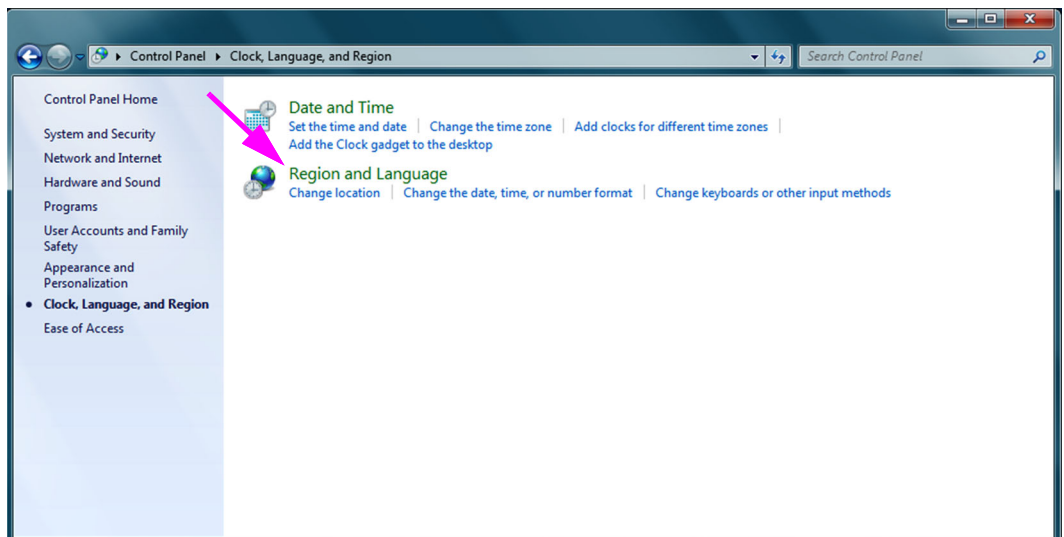 Control Panel
Clock, Language, and Region
Search Control Panel
Control Panel Home
System and Security
Network and Internet
Hardware and Sound
Programs
User Accounts and Family
Safety
Appearance and
Personalization
Clock, Language, and Region
Ease of Access
Date and Time
Set the time and date
Change the time zone
Add clocks for different time zones
Add the Clock gadget to the desktop
Region and Language
Change location
Change the date, time, or number format
Change keyboards or other input methods